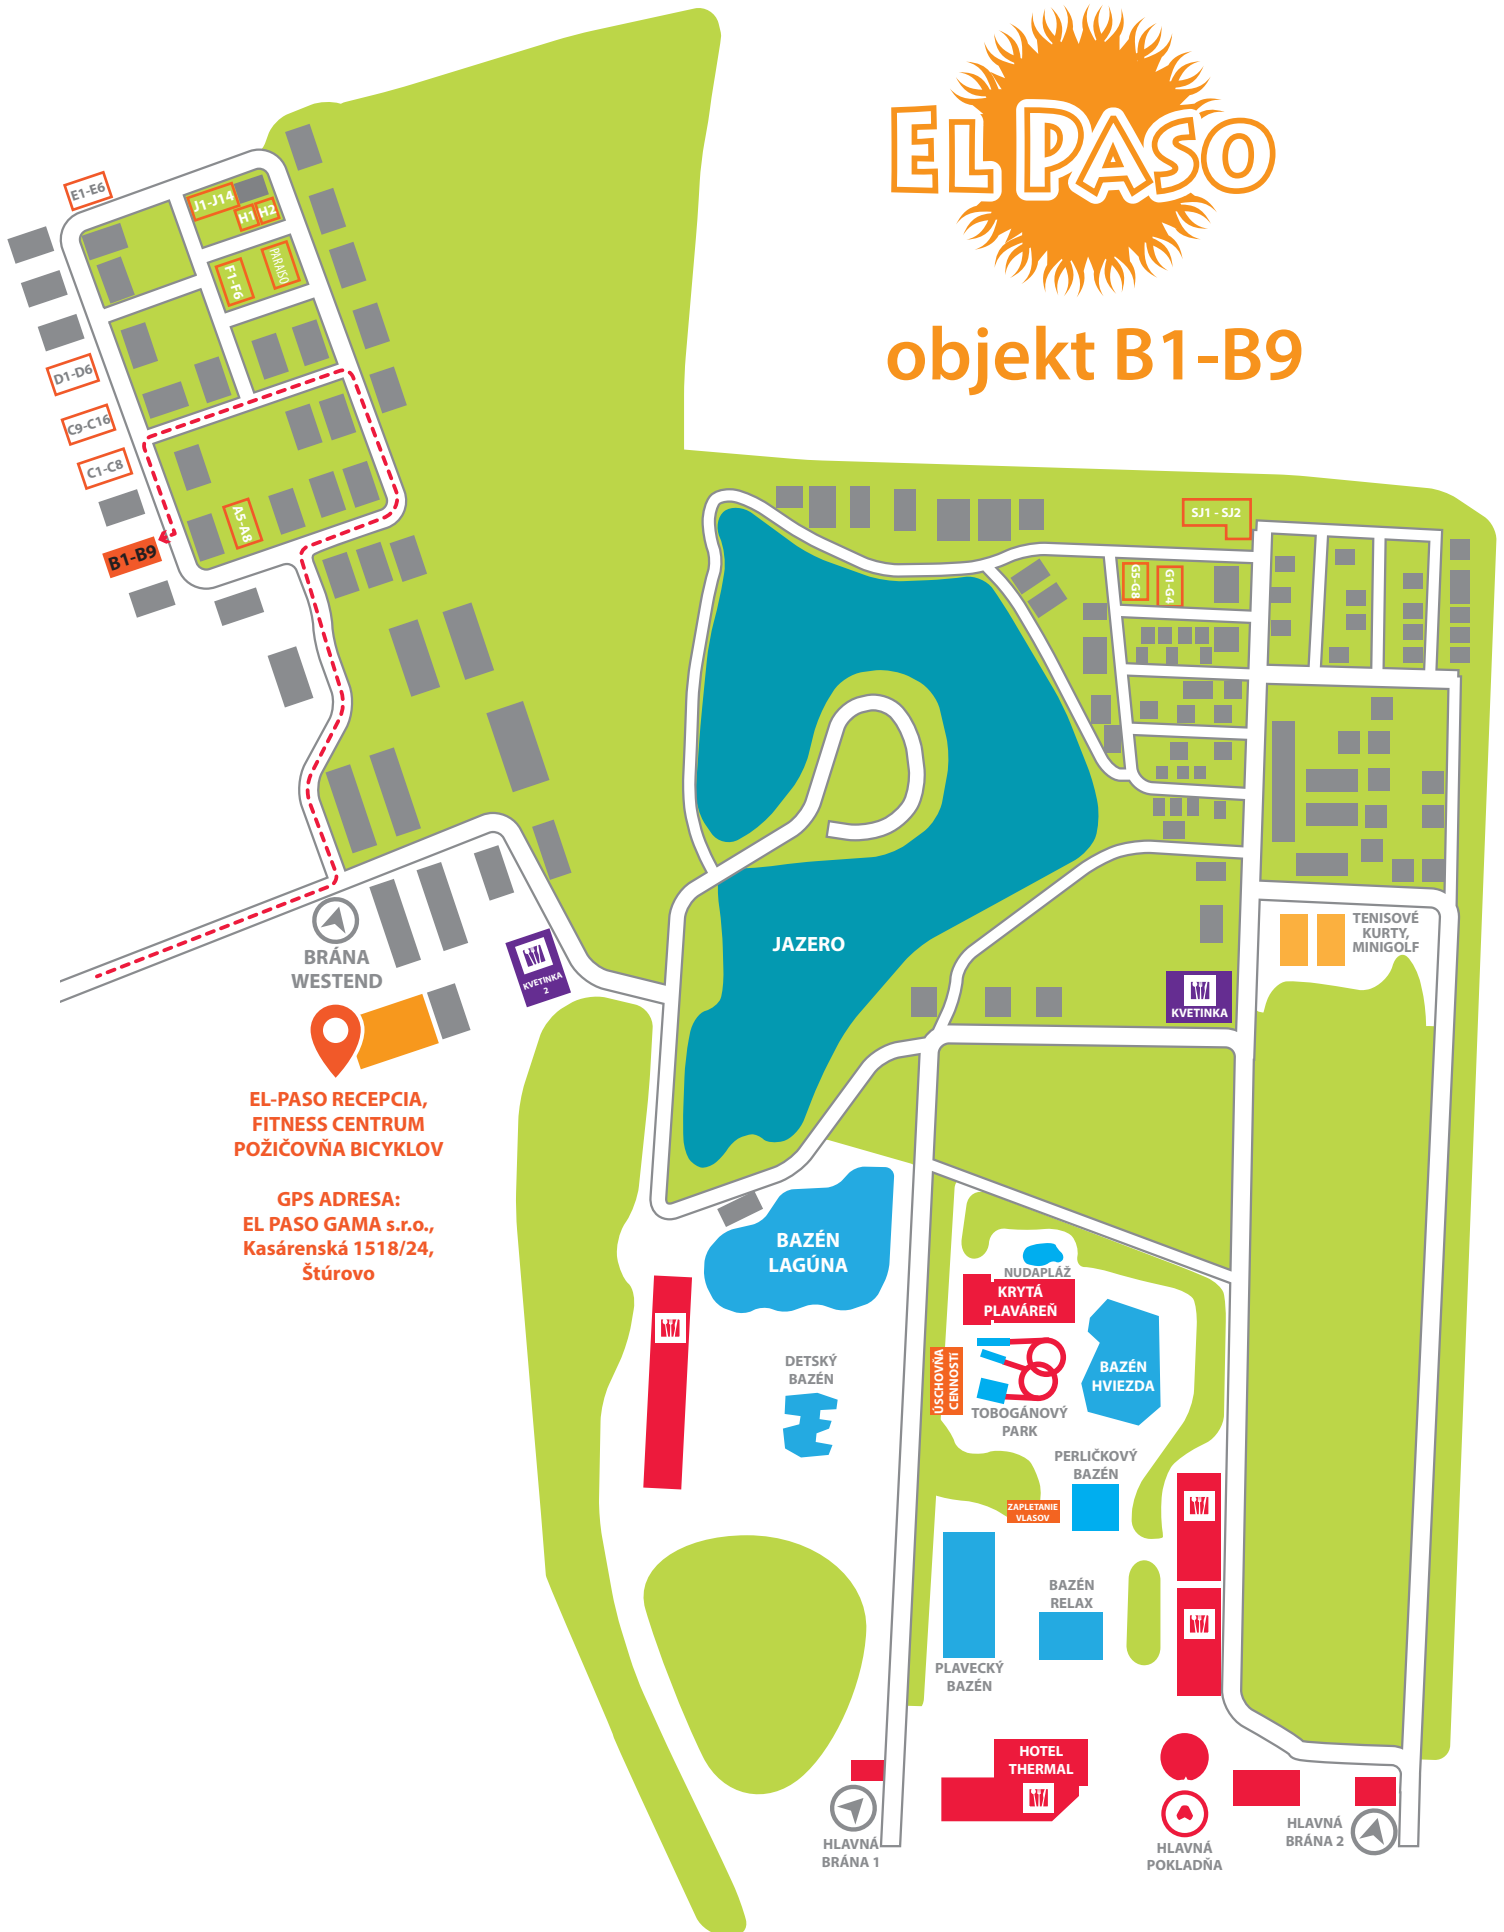 EL PASO
objekt B1-B9
E1-E6
J1-J14
H1
H2
F1-F6
PARAISO
D1-D6
C9-C16
C1-C8
A5-A8
B1-B9
SJ1 - SJ2
G5-G8
G1-G4
JAZERO
TENISOVÉ
KURTY,
MINIGOLF
KVETINKA
2
KVETINKA
BRÁNA
WESTEND
EL-PASO RECEPCIA,
FITNESS CENTRUM
POŽIČOVŇA BICYKLOV
GPS ADRESA:
EL PASO GAMA s.r.o.,
Kasárenská 1518/24,
Štúrovo
BAZÉN
LAGÚNA
NUDAPLÁŽ
KRYTÁ
PLAVÁREŇ
DETSKÝ
BAZÉN
ÚSCHOVŇA
CENNOSTÍ
BAZÉN
HVIEZDA
TOBOGÁNOVÝ
PARK
PERLIČKOVÝ
BAZÉN
ZAPLETANIE
VLASOV
BAZÉN
RELAX
PLAVECKÝ
BAZÉN
HOTEL
THERMAL
HLAVNÁ
BRÁNA 1
HLAVNÁ
POKLADŇA
HLAVNÁ
BRÁNA 2